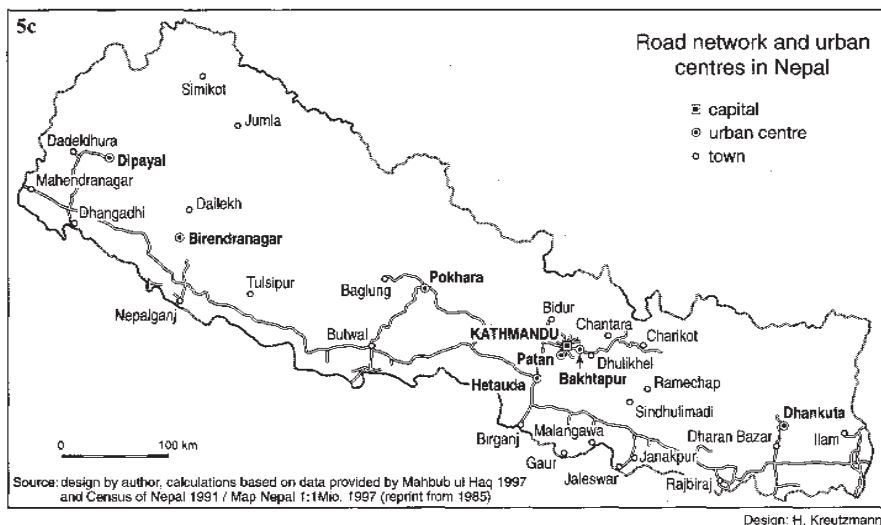 5c
Road network and urban
centres in Nepal
capital
urban centre
town
Simikot
Jumla
Dadeldhura
Dipayal
Mahendranagar
Dailekh
Dhangadhi
Birendranagar
Tulsipur
Baglung
Pokhara
Nepalganj
Bidur
Chantara
Butwal
KATHMANDU
Charikot
Patan
Dhulikhel
Hetauda
Bakhtapur
Ramechap
Sindhulimadi
Dhankuta
0 100 km
Birganj
Malangawa
Dharan Bazar
Ilam
Gaur
Janakpur
Jaleswar
Rajbiraj
Source: design by author, calculations based on data provided by Mahbub ul Haq 1997
and Census of Nepal 1991 / Map Nepal 1:1Mio. 1997 (reprint from 1985)
Design: H. Kreutzmann